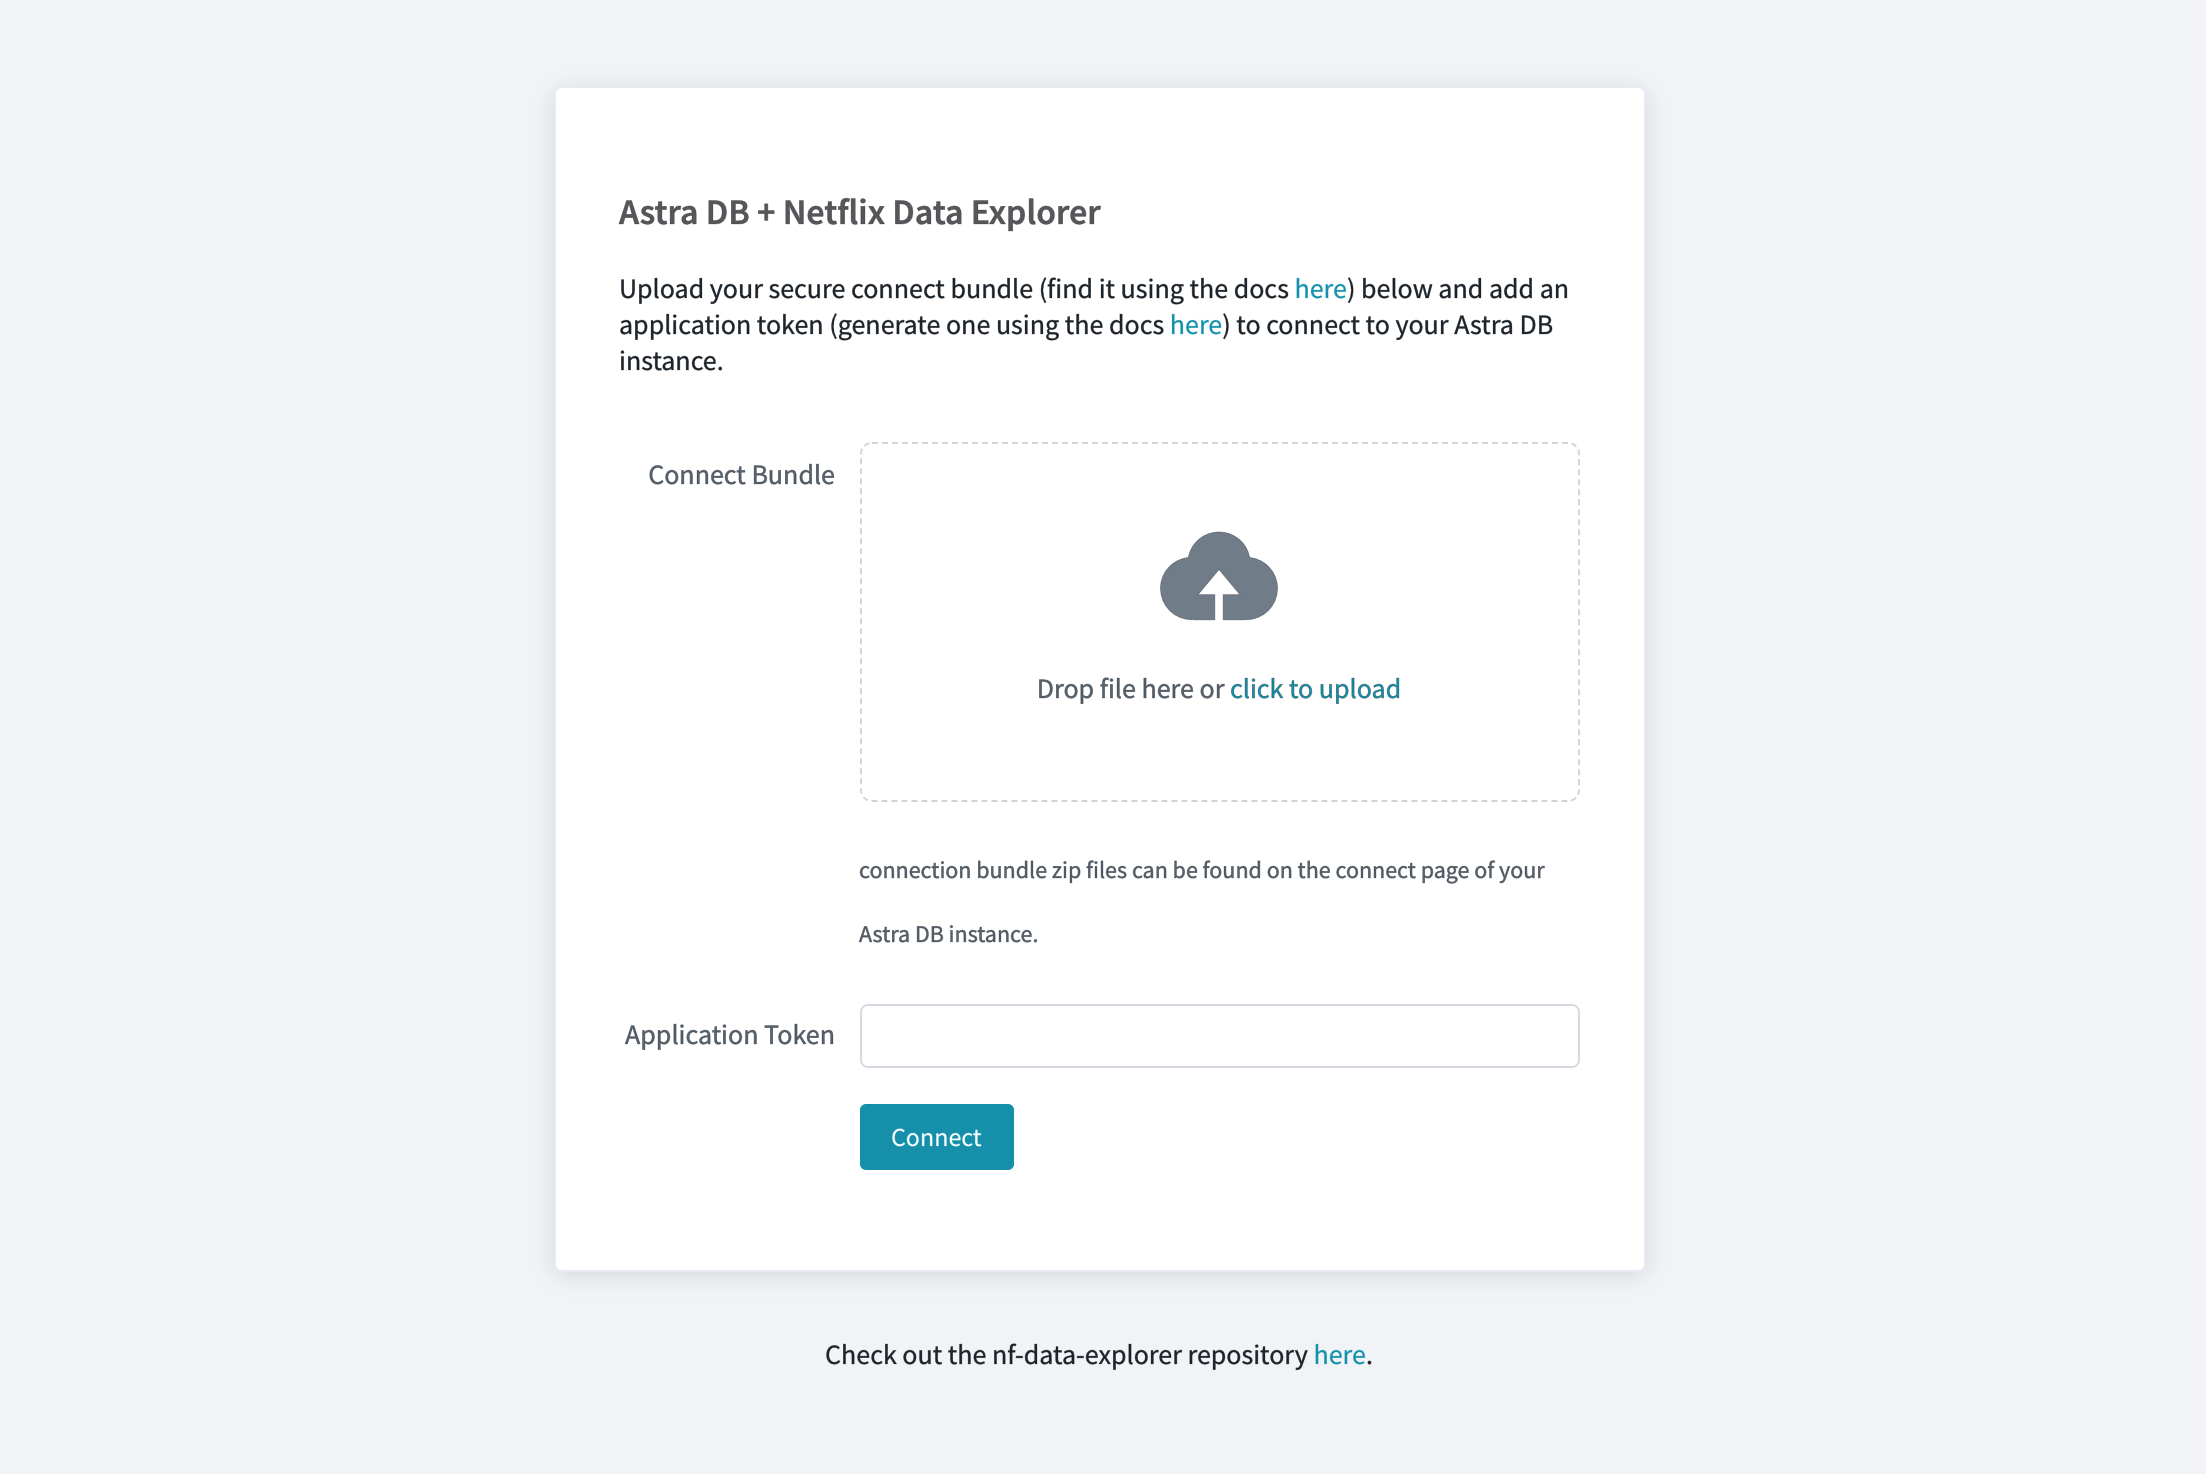 Astra DB + Netflix Data Explorer
Upload your secure connect bundle (find it using the docs here) below and add an
application token (generate one using the docs here) to connect to your Astra DB
instance.
Connect Bundle
Drop file here or click to upload
connection bundle zip files can be found on the connect page of your
Astra DB instance.
Application Token
Connect
Check out the nf-data-explorer repository here.